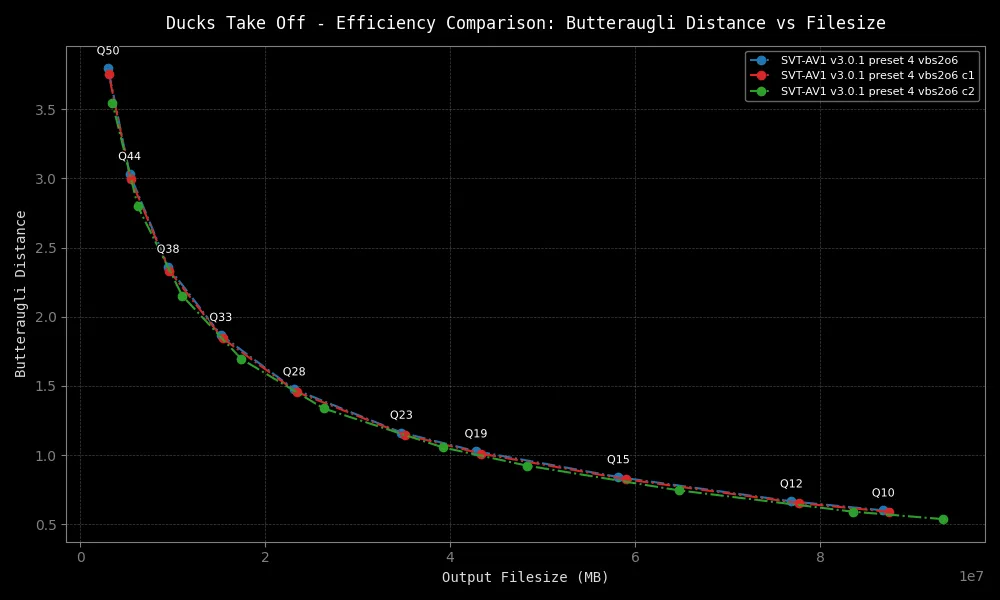 Ducks Take Off - Efficiency Comparison: Butteraugli Distance vs Filesize
SVT-AV1 v3.0.1 preset 4 vbs2o6
SVT-AV1 v3.0.1 preset 4 vbs2o6 c1
SVT-AV1 v3.0.1 preset 4 vbs2o6 c2
Butteraugli Distance
3.5
3.0
2.5
2.0
1.5
1.0
0.5
Q50
Q44
Q38
Q33
Q28
Q23
Q19
Q15
Q12
Q10
0
2
4
6
8
1e7
Output Filesize (MB)